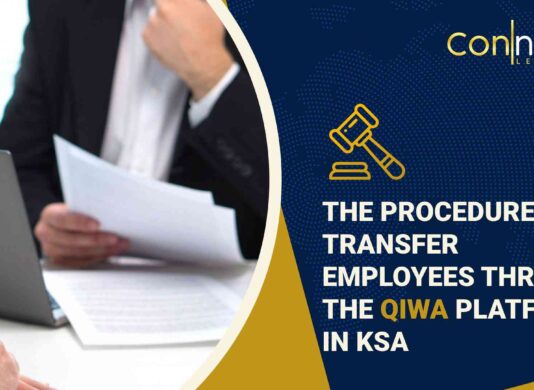 THE PROCEDURE
TRANSFER
EMPLOYEES
THE QIWA
IN KSA